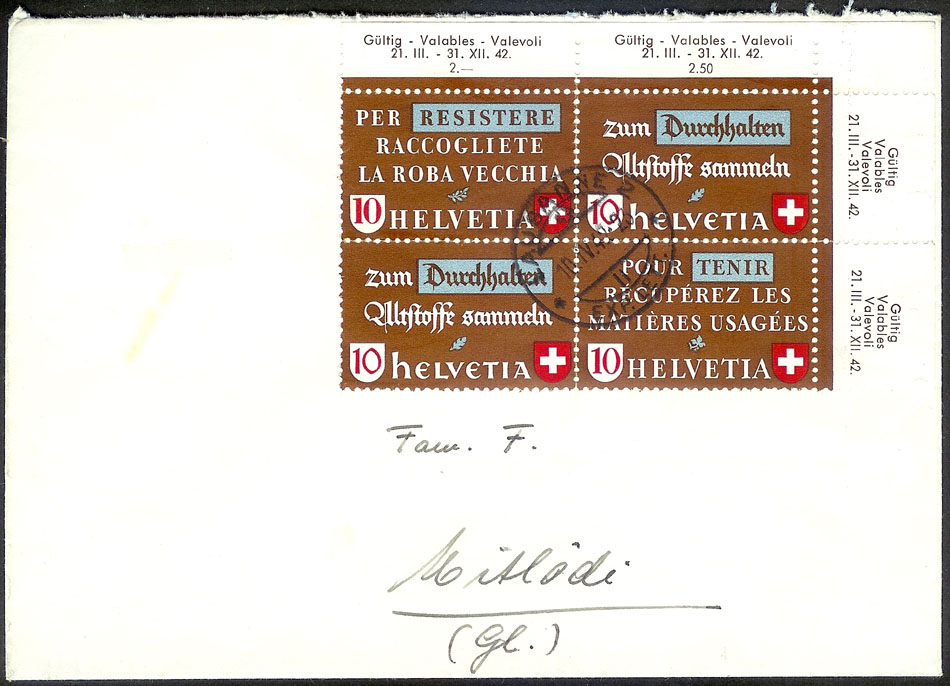 Gültig - Valables - Valevoli
21. III. - 31. XII. 42.
2.—
Gültig - Valables - Valevoli
21. III. - 31. XII. 42.
2.50
PER RESISTERE
RACCOGLIETE
LA ROBA VECCHIA
10 HELVETIA
zum Durchhalten
Altstoffe sammeln
10 HELVETIA
Gültig
Valables
Valevoli
21. III. - 31. XII. 42.
zum Durchhalten
Altstoffe sammeln
10 HELVETIA
POUR TENIR
RÉCUPÉREZ LES
MATIÈRES USAGÉES
10 HELVETIA
Gültig
Valables
Valevoli
21. III. - 31. XII. 42.
LAUSANNE 2
Fam. F.
Mitlödi
(Gl.)